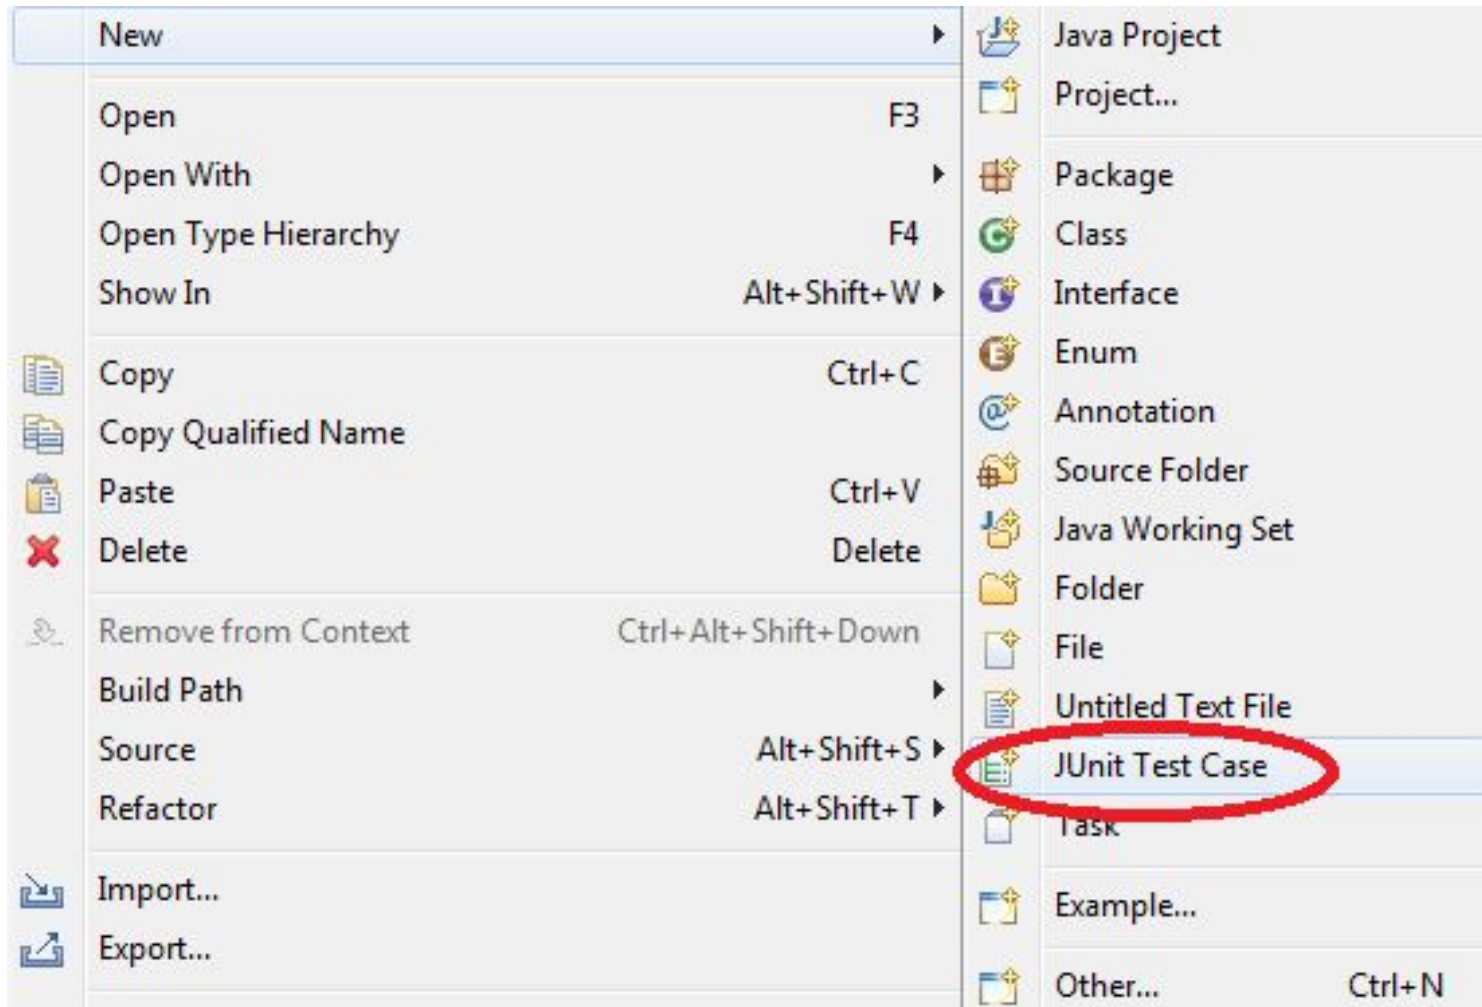 New
Open F3
Open With
Open Type Hierarchy F4
Show In Alt+Shift+W
Copy Ctrl+C
Copy Qualified Name
Paste Ctrl+V
Delete Delete
Remove from Context Ctrl+Alt+Shift+Down
Build Path
Source Alt+Shift+S
Refactor Alt+Shift+T
Import...
Export...
Java Project
Project...
Package
Class
Interface
Enum
Annotation
Source Folder
Java Working Set
Folder
File
Untitled Text File
JUnit Test Case
Task
Example...
Other... Ctrl+N